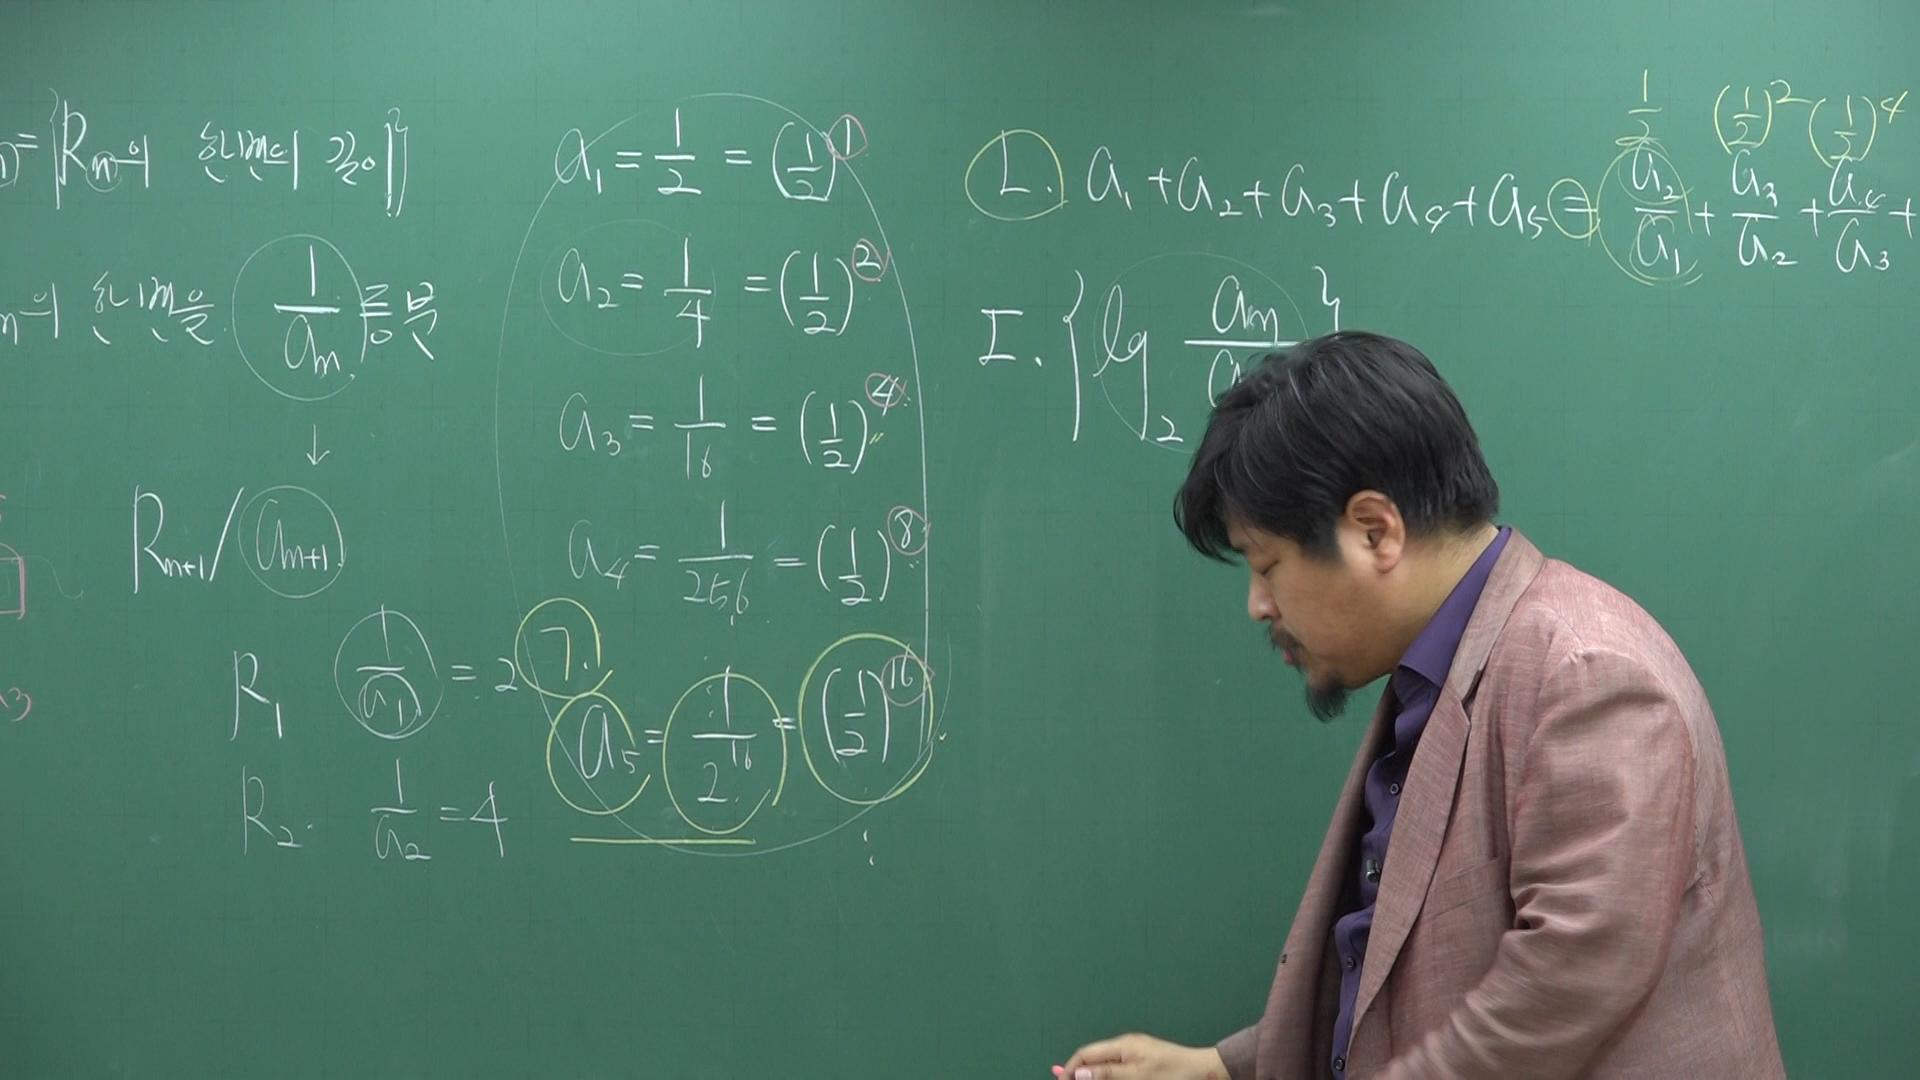 n)={Rn의 한변의 길이}
n의 한변을 1/an 등분
↓
Rn+1/an+1
R1 1/a1 = 2
R2. 1/a2 = 4
a1 = 1/2 = (1/2)^1
a2 = 1/4 = (1/2)^2
a3 = 1/16 = (1/2)^4
a4 = 1/256 = (1/2)^8
ㄱ.
a5 = 1/2^16 = (1/2)^16
1/2 (1/2)^2 (1/2)^4
ㄴ. a1+a2+a3+a4+a5 = a2/a1 + a3/a2 + a4/a3 +
ㄷ. {log2 an/a }